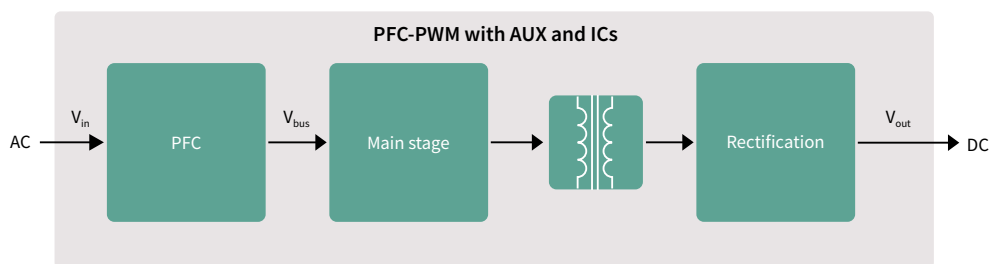 PFC-PWM with AUX and ICs
AC
Vin
PFC
Vbus
Main stage
Rectification
Vout
DC